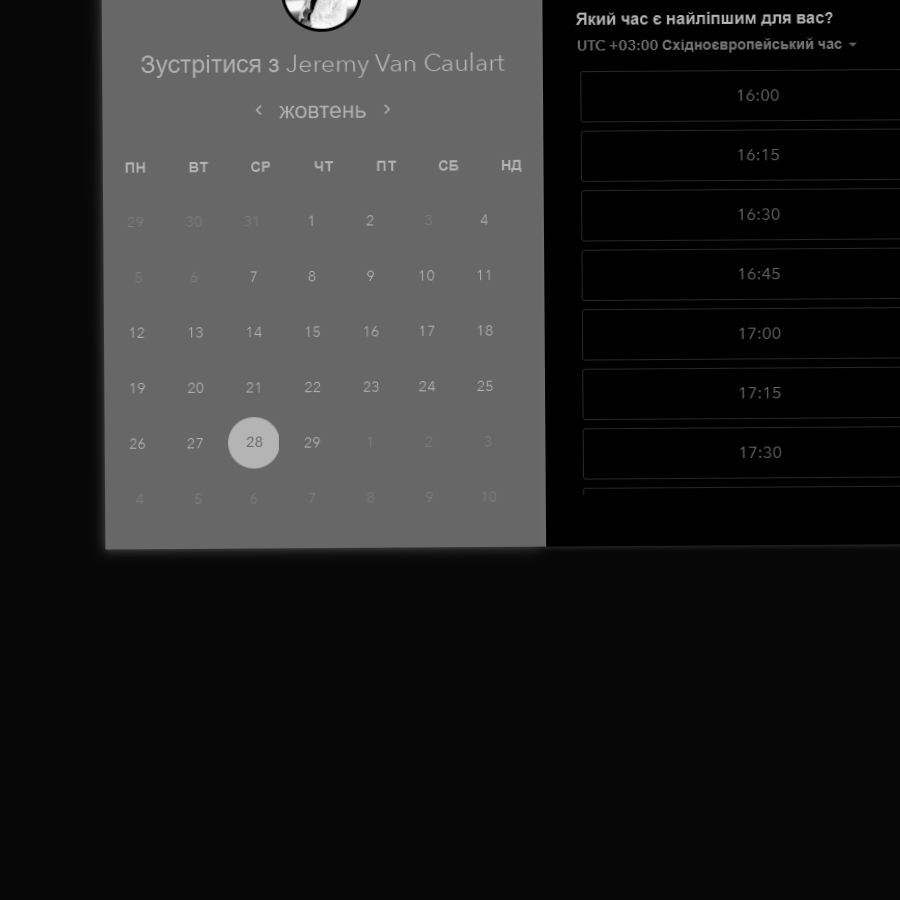 Зустрітися з Jeremy Van Caulart
жовтень
ПН ВТ СР ЧТ ПТ СБ НД
29 30 31 1 2 3 4
5 6 7 8 9 10 11
12 13 14 15 16 17 18
19 20 21 22 23 24 25
26 27 28 29 1 2 3
4 5 6 7 8 9 10
Який час є найліпшим для вас?
UTC +03:00 Східноєвропейський час
16:00
16:15
16:30
16:45
17:00
17:15
17:30